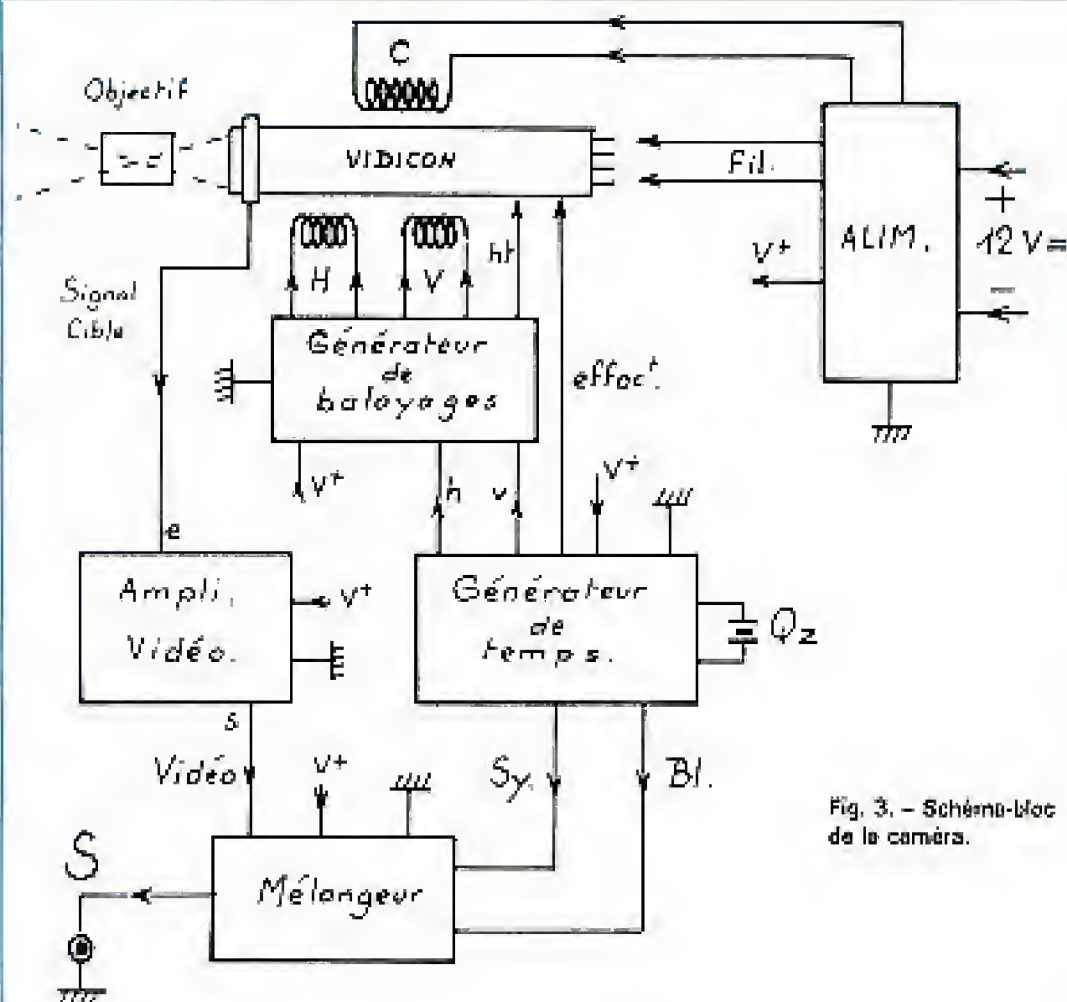 C
Objectif
VIDICON
Fil.
ALIM.
+
12 V=
−
V+
H
V
ht
Signal
Cible
Générateur
de
balayages
effact.
V+
h
v
V+
e
Ampli.
Vidéo.
V+
Générateur
de
temps.
Qz
s
Vidéo
V+
Sy.
Bl.
S
Mélangeur
Fig. 3. – Schéma-bloc
de la caméra.